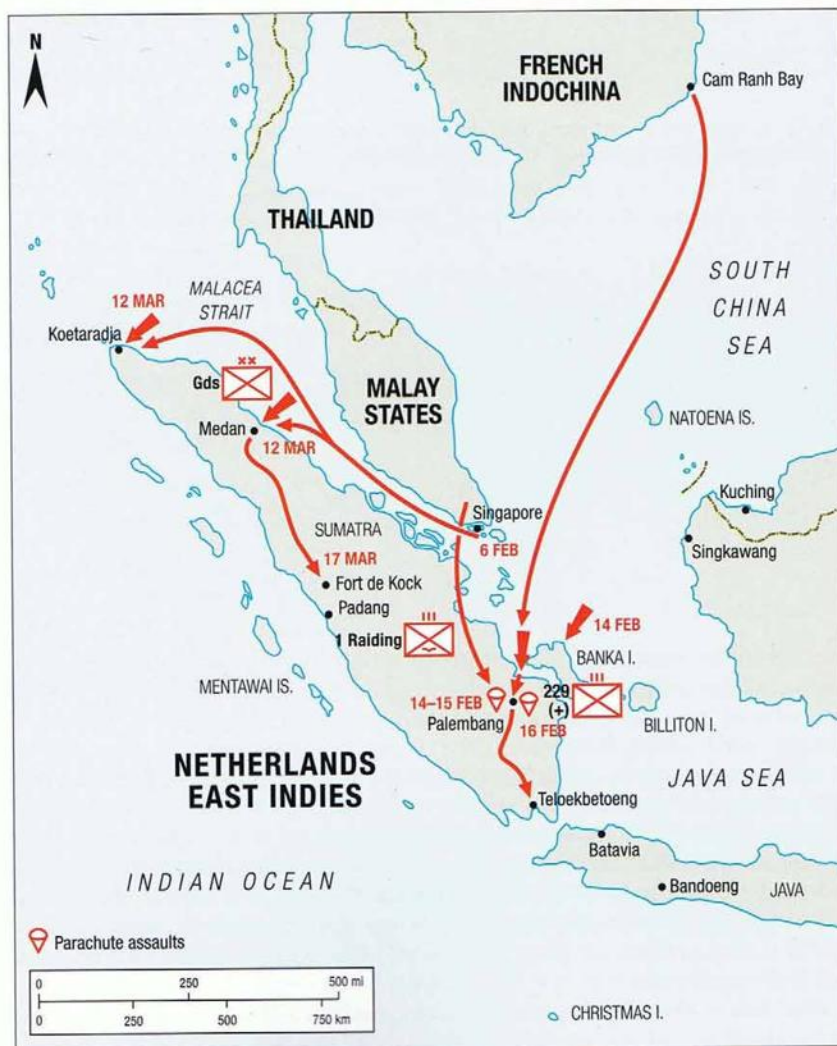 N
FRENCH
INDOCHINA
Cam Ranh Bay
THAILAND
SOUTH
CHINA
SEA
MALACEA
STRAIT
12 MAR
Koetaradja
xx
Gds
MALAY
STATES
NATOENA IS.
Medan
12 MAR
Kuching
Singapore
SUMATRA
6 FEB
Singkawang
17 MAR
Fort de Kock
Padang
III
1 Raiding
14 FEB
BANKA I.
MENTAWAI IS.
III
229
(+)
14–15 FEB
Palembang
16 FEB
BILLITON I.
NETHERLANDS
EAST INDIES
JAVA SEA
Teloekbetoeng
Batavia
INDIAN OCEAN
Bandoeng
JAVA
Parachute assaults
0 250 500 mi
0 250 500 750 km
CHRISTMAS I.